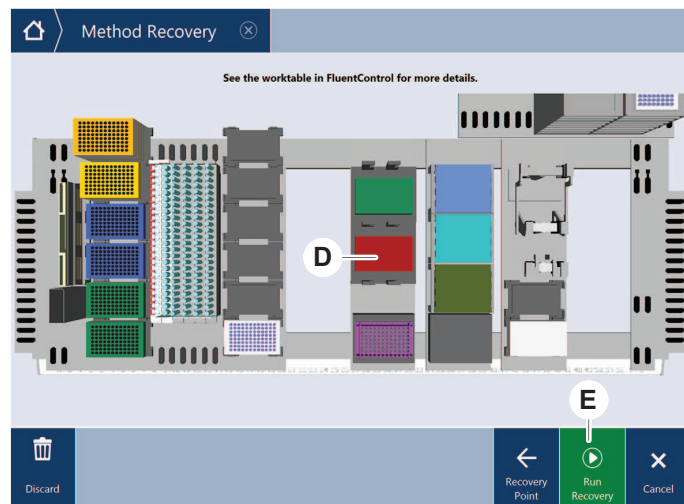 Method Recovery
See the worktable in FluentControl for more details.
D
E
Discard
Recovery
Point
Run
Recovery
Cancel